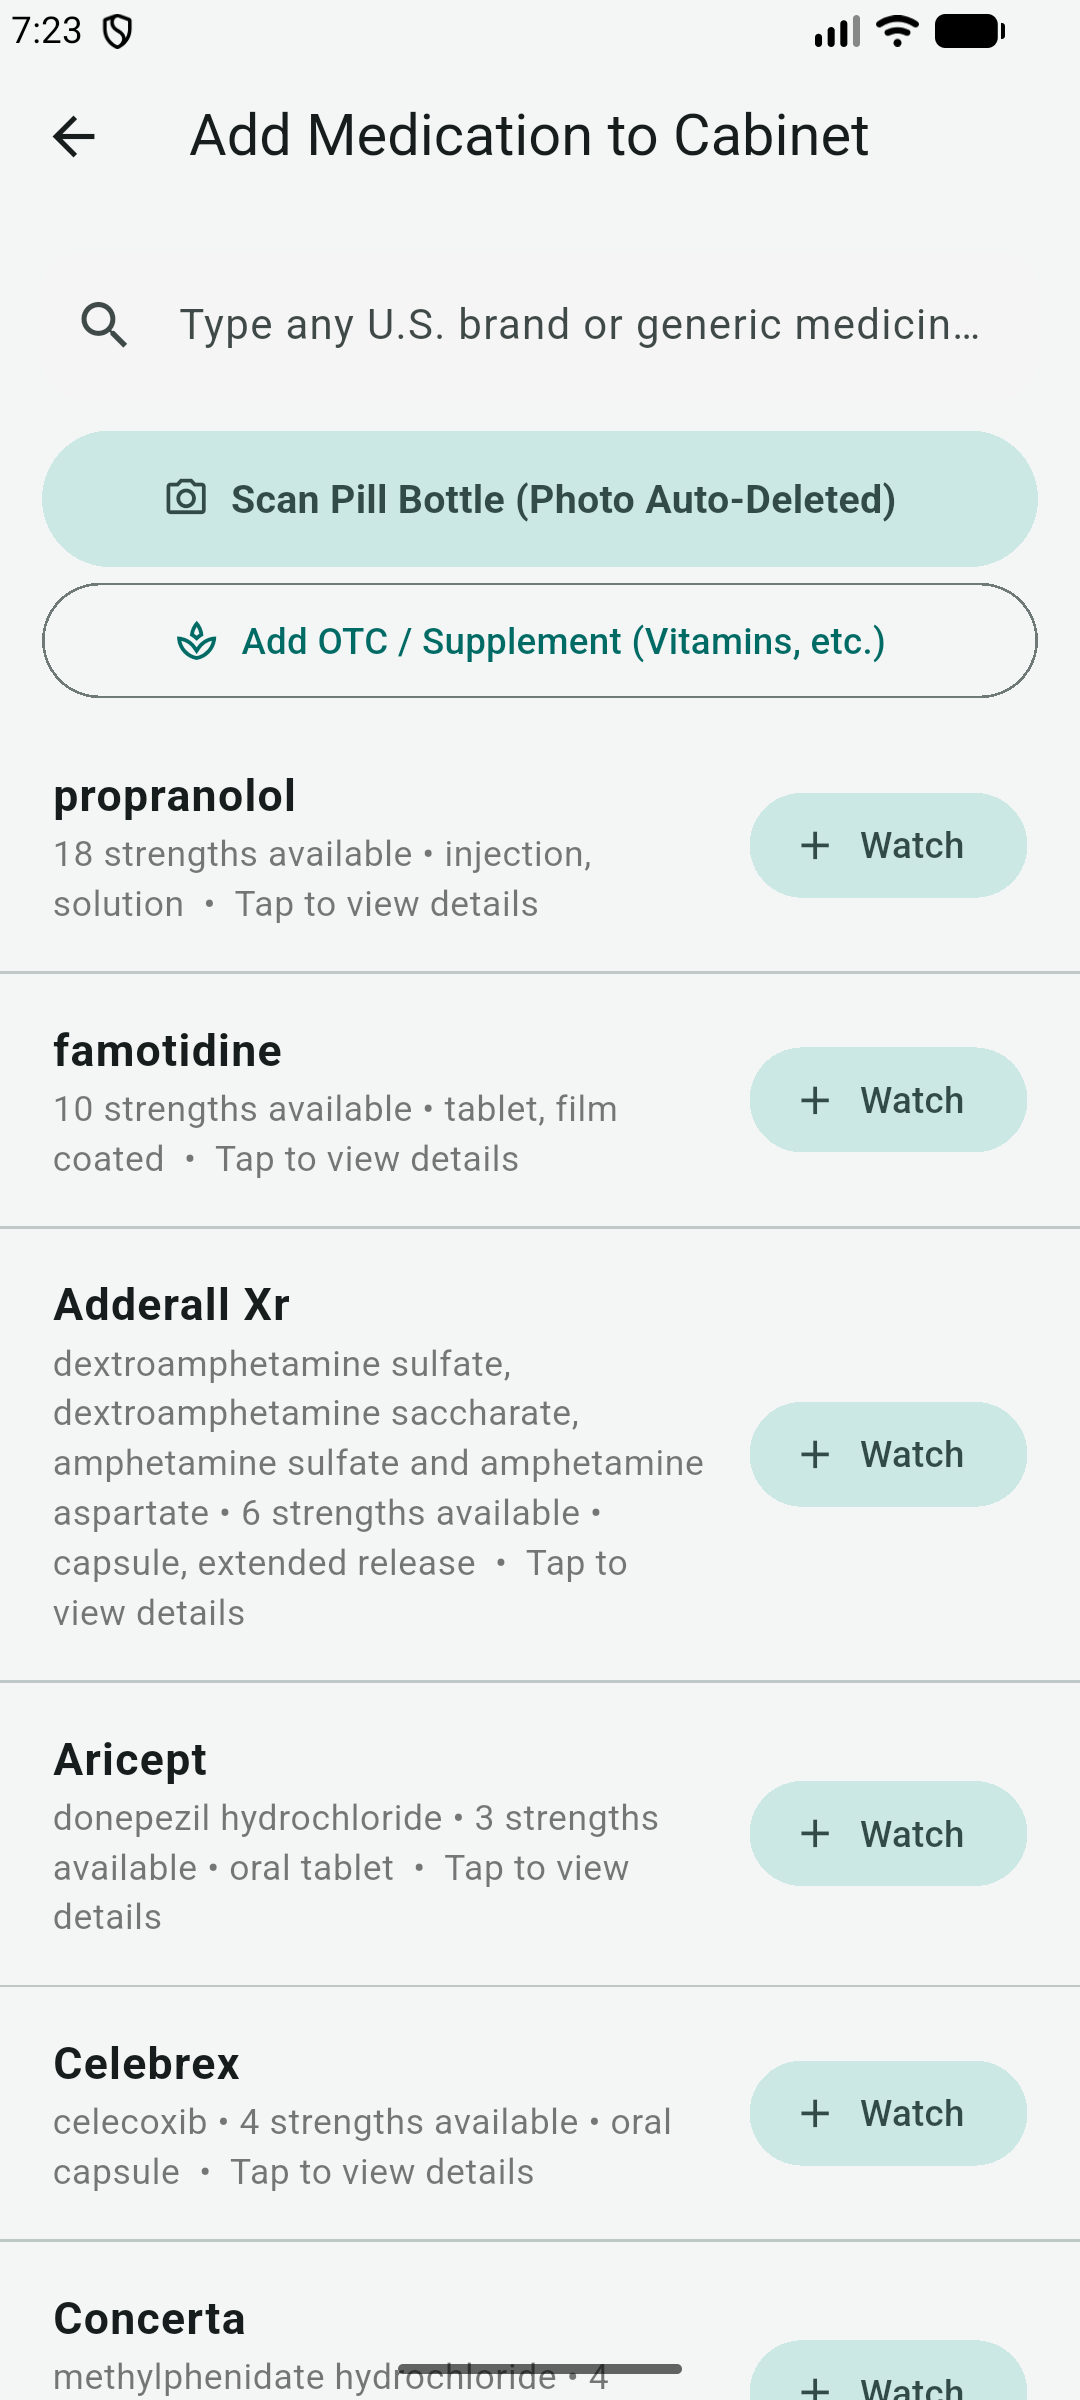 7:23
Add Medication to Cabinet
Type any U.S. brand or generic medicin…
Scan Pill Bottle (Photo Auto-Deleted)
Add OTC / Supplement (Vitamins, etc.)
propranolol
18 strengths available • injection,
solution • Tap to view details
+ Watch
famotidine
10 strengths available • tablet, film
coated • Tap to view details
+ Watch
Adderall Xr
dextroamphetamine sulfate,
dextroamphetamine saccharate,
amphetamine sulfate and amphetamine
aspartate • 6 strengths available •
capsule, extended release • Tap to
view details
+ Watch
Aricept
donepezil hydrochloride • 3 strengths
available • oral tablet • Tap to view
details
+ Watch
Celebrex
celecoxib • 4 strengths available • oral
capsule • Tap to view details
+ Watch
Concerta
methylphenidate hydrochloride • 4
+ Watch